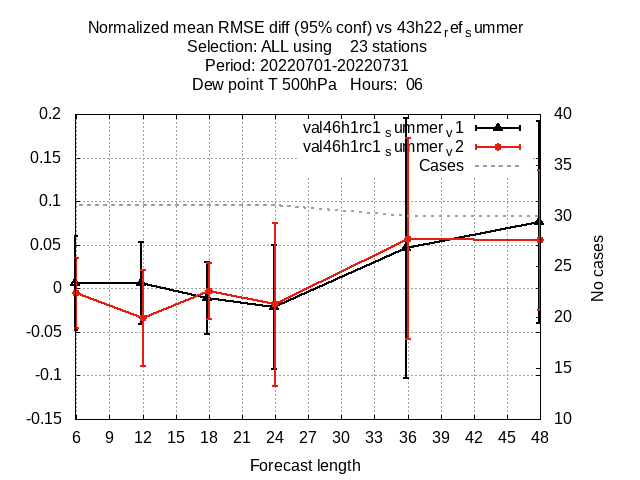 Normalized mean RMSE diff (95% conf) vs 43h22refsummer
Selection: ALL using 23 stations
Period: 20220701-20220731
Dew point T 500hPa Hours: 06
0.2
0.15
0.1
0.05
0
-0.05
-0.1
-0.15
val46h1rc1summerv1
val46h1rc1summerv2
Cases
40
35
30
25
20
15
10
No cases
6 9 12 15 18 21 24 27 30 33 36 39 42 45 48
Forecast length